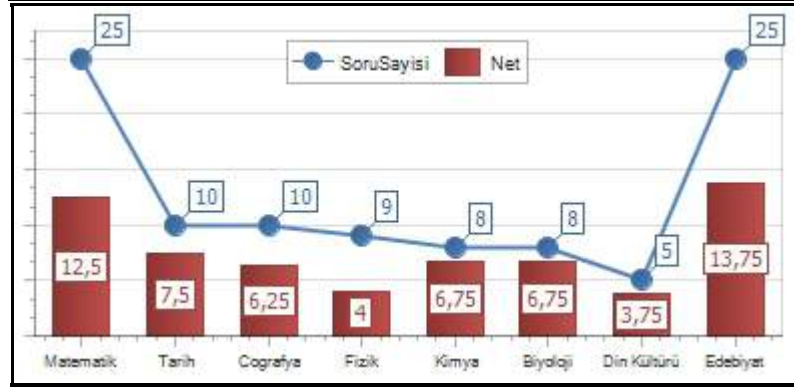 25
25
SoruSayisi Net
10 10 9 8 8 5
12,5 7,5 6,25 4 6,75 6,75 3,75 13,75
Matematik Tarih Cografya Fizik Kimya Biyoloji Din Kültürü Edebiyat